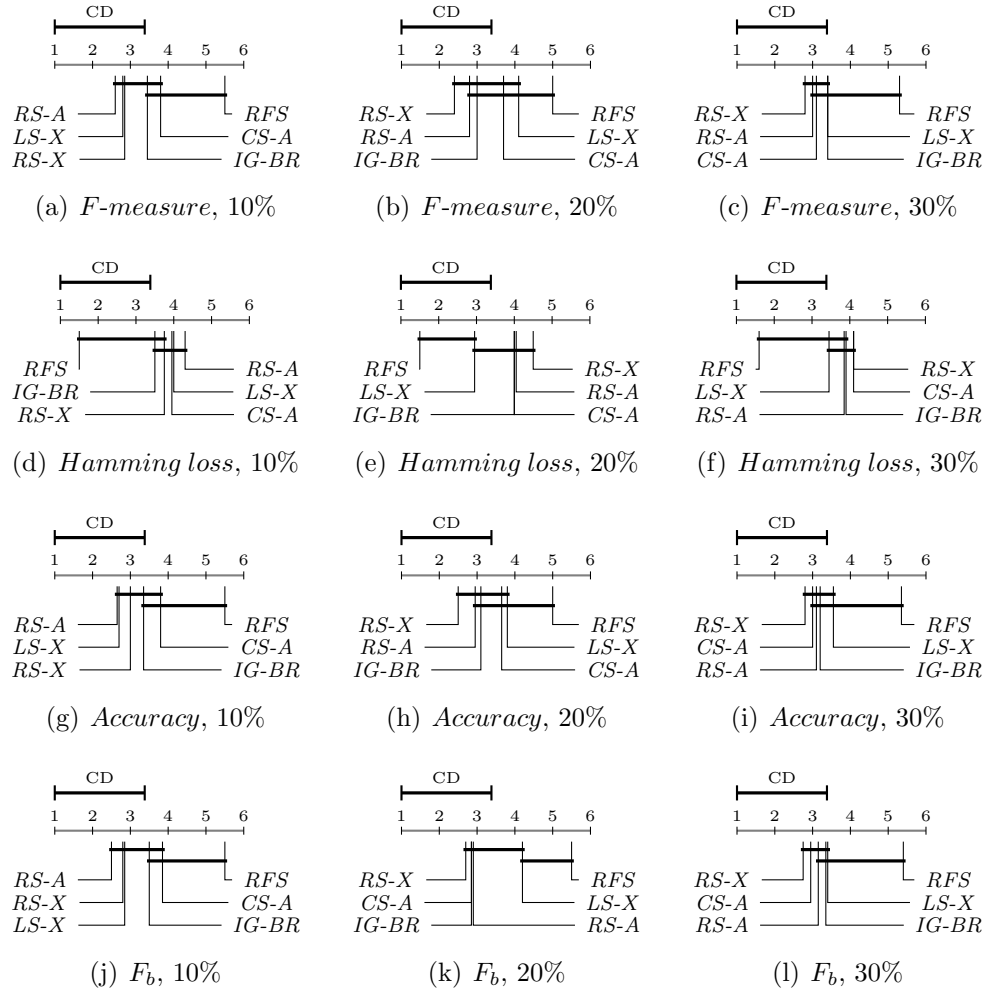 CD CD CD
1 2 3 4 5 6 1 2 3 4 5 6 1 2 3 4 5 6
RS-A RFS RS-X RFS RS-X RFS
LS-X CS-A RS-A LS-X RS-A LS-X
RS-X IG-BR IG-BR CS-A CS-A IG-BR
(a) F-measure, 10% (b) F-measure, 20% (c) F-measure, 30%
CD CD CD
1 2 3 4 5 6 1 2 3 4 5 6 1 2 3 4 5 6
RFS RS-A RFS RS-X RFS RS-X
IG-BR LS-X LS-X RS-A LS-X CS-A
RS-X CS-A IG-BR CS-A RS-A IG-BR
(d) Hamming loss, 10% (e) Hamming loss, 20% (f) Hamming loss, 30%
CD CD CD
1 2 3 4 5 6 1 2 3 4 5 6 1 2 3 4 5 6
RS-A RFS RS-X RFS RS-X RFS
LS-X CS-A RS-A LS-X CS-A LS-X
RS-X IG-BR IG-BR CS-A RS-A IG-BR
(g) Accuracy, 10% (h) Accuracy, 20% (i) Accuracy, 30%
CD CD CD
1 2 3 4 5 6 1 2 3 4 5 6 1 2 3 4 5 6
RS-A RFS RS-X RFS RS-X RFS
RS-X CS-A CS-A LS-X CS-A LS-X
LS-X IG-BR IG-BR RS-A RS-A IG-BR
(j) F_b, 10% (k) F_b, 20% (l) F_b, 30%